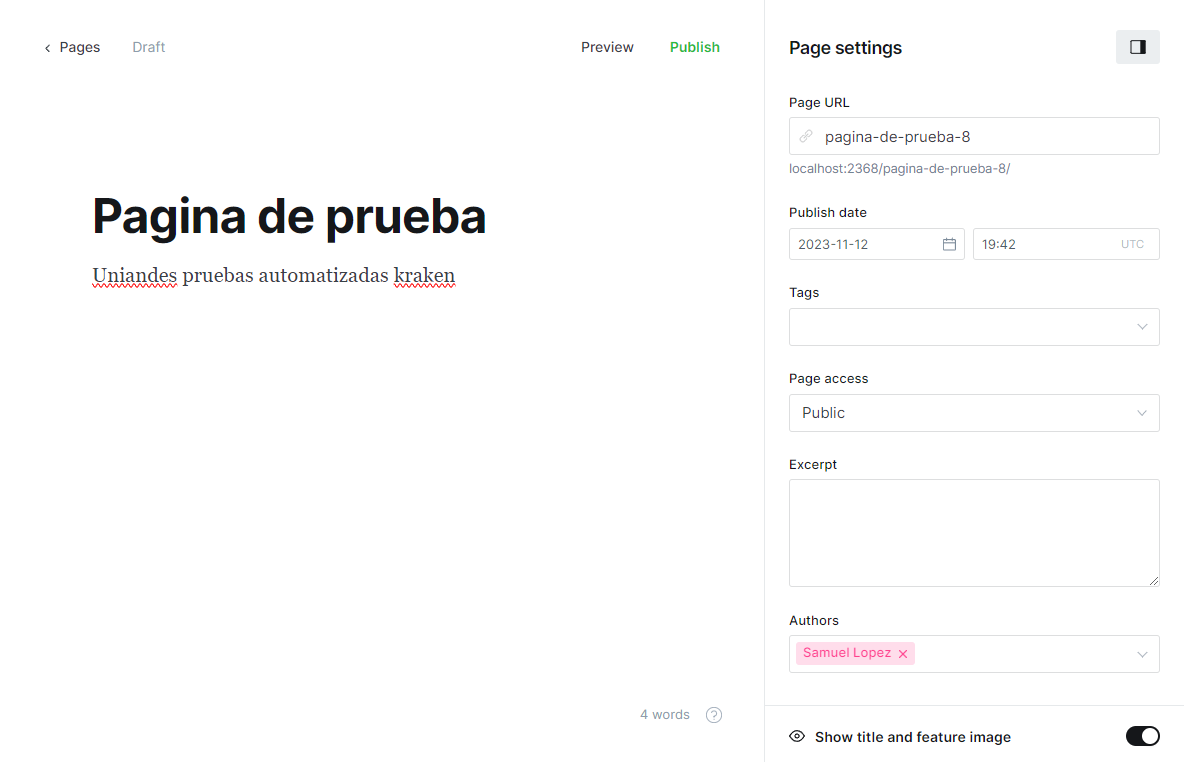 Pages
Draft
Preview
Publish
Pagina de prueba
Uniandes pruebas automatizadas kraken
4 words
?
Page settings
Page URL
pagina-de-prueba-8
localhost:2368/pagina-de-prueba-8/
Publish date
2023-11-12
19:42
UTC
Tags
Page access
Public
Excerpt
Authors
Samuel Lopez
Show title and feature image